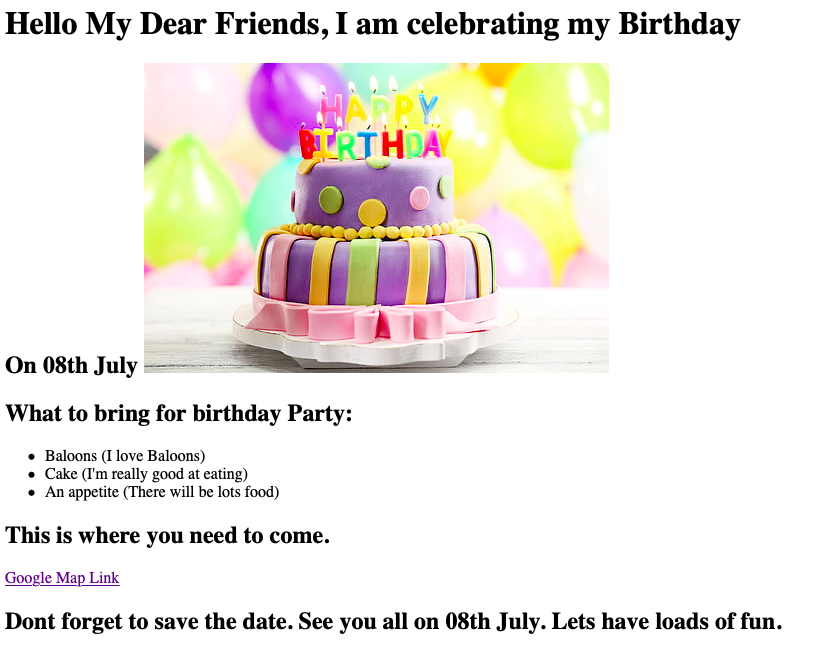 Hello My Dear Friends, I am celebrating my Birthday
HAPPY
BIRTHDAY
On 08th July
What to bring for birthday Party:
Baloons (I love Baloons)
Cake (I'm really good at eating)
An appetite (There will be lots food)
This is where you need to come.
Google Map Link
Dont forget to save the date. See you all on 08th July. Lets have loads of fun.